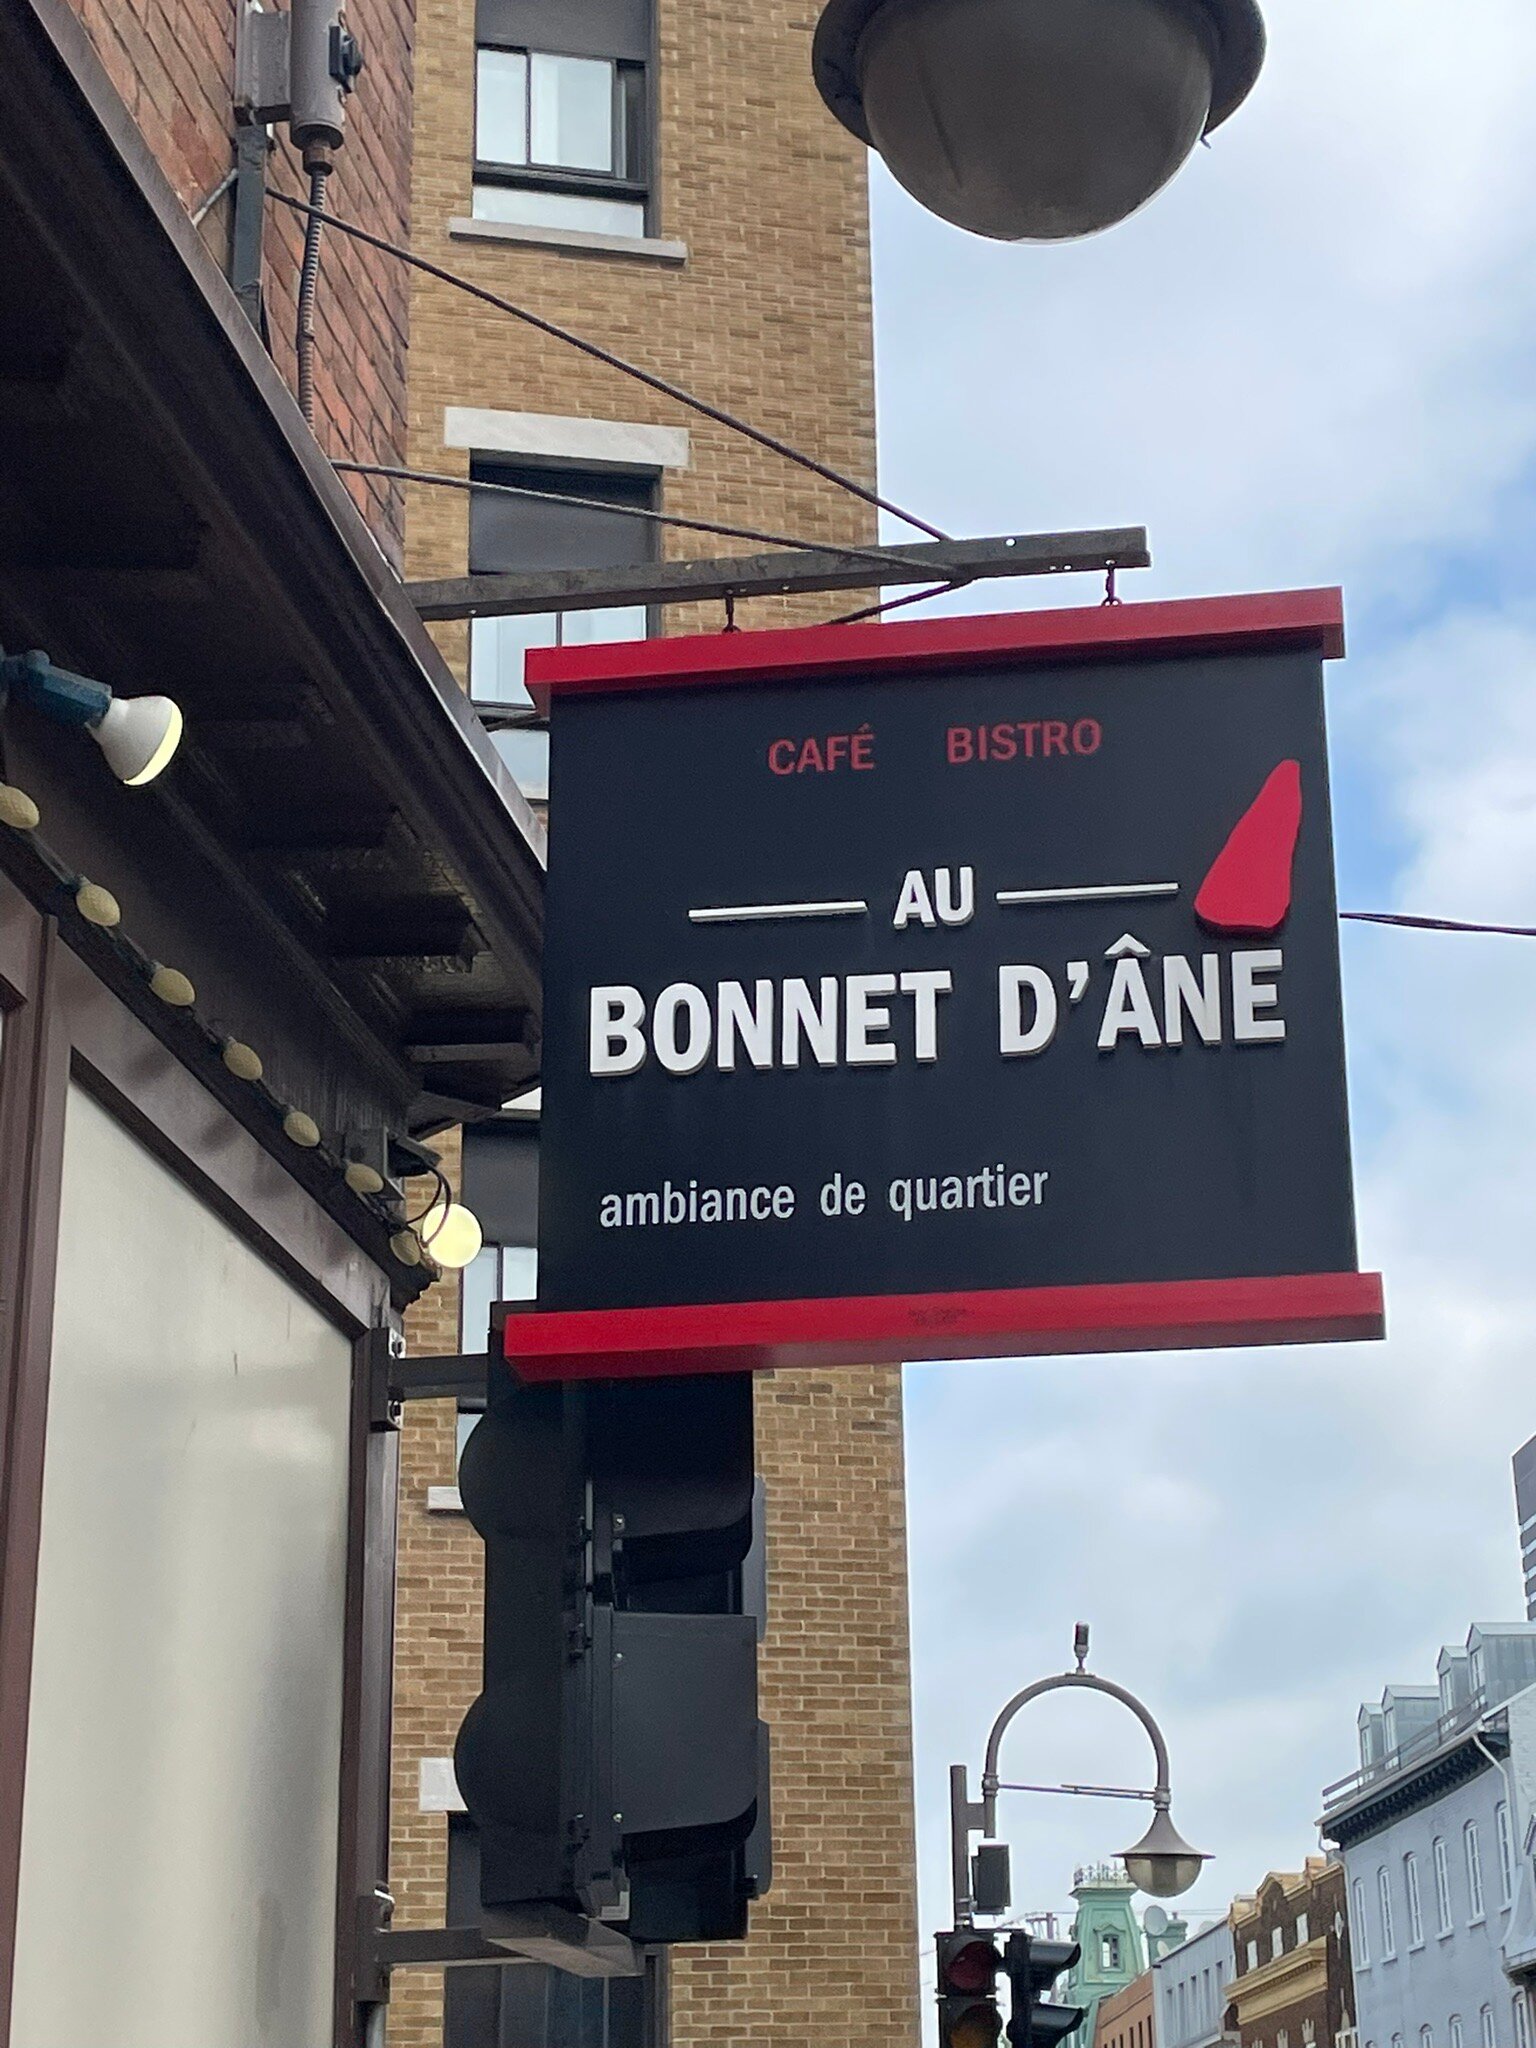 CAFÉ BISTRO
AU
BONNET D'ÂNE
ambiance de quartier